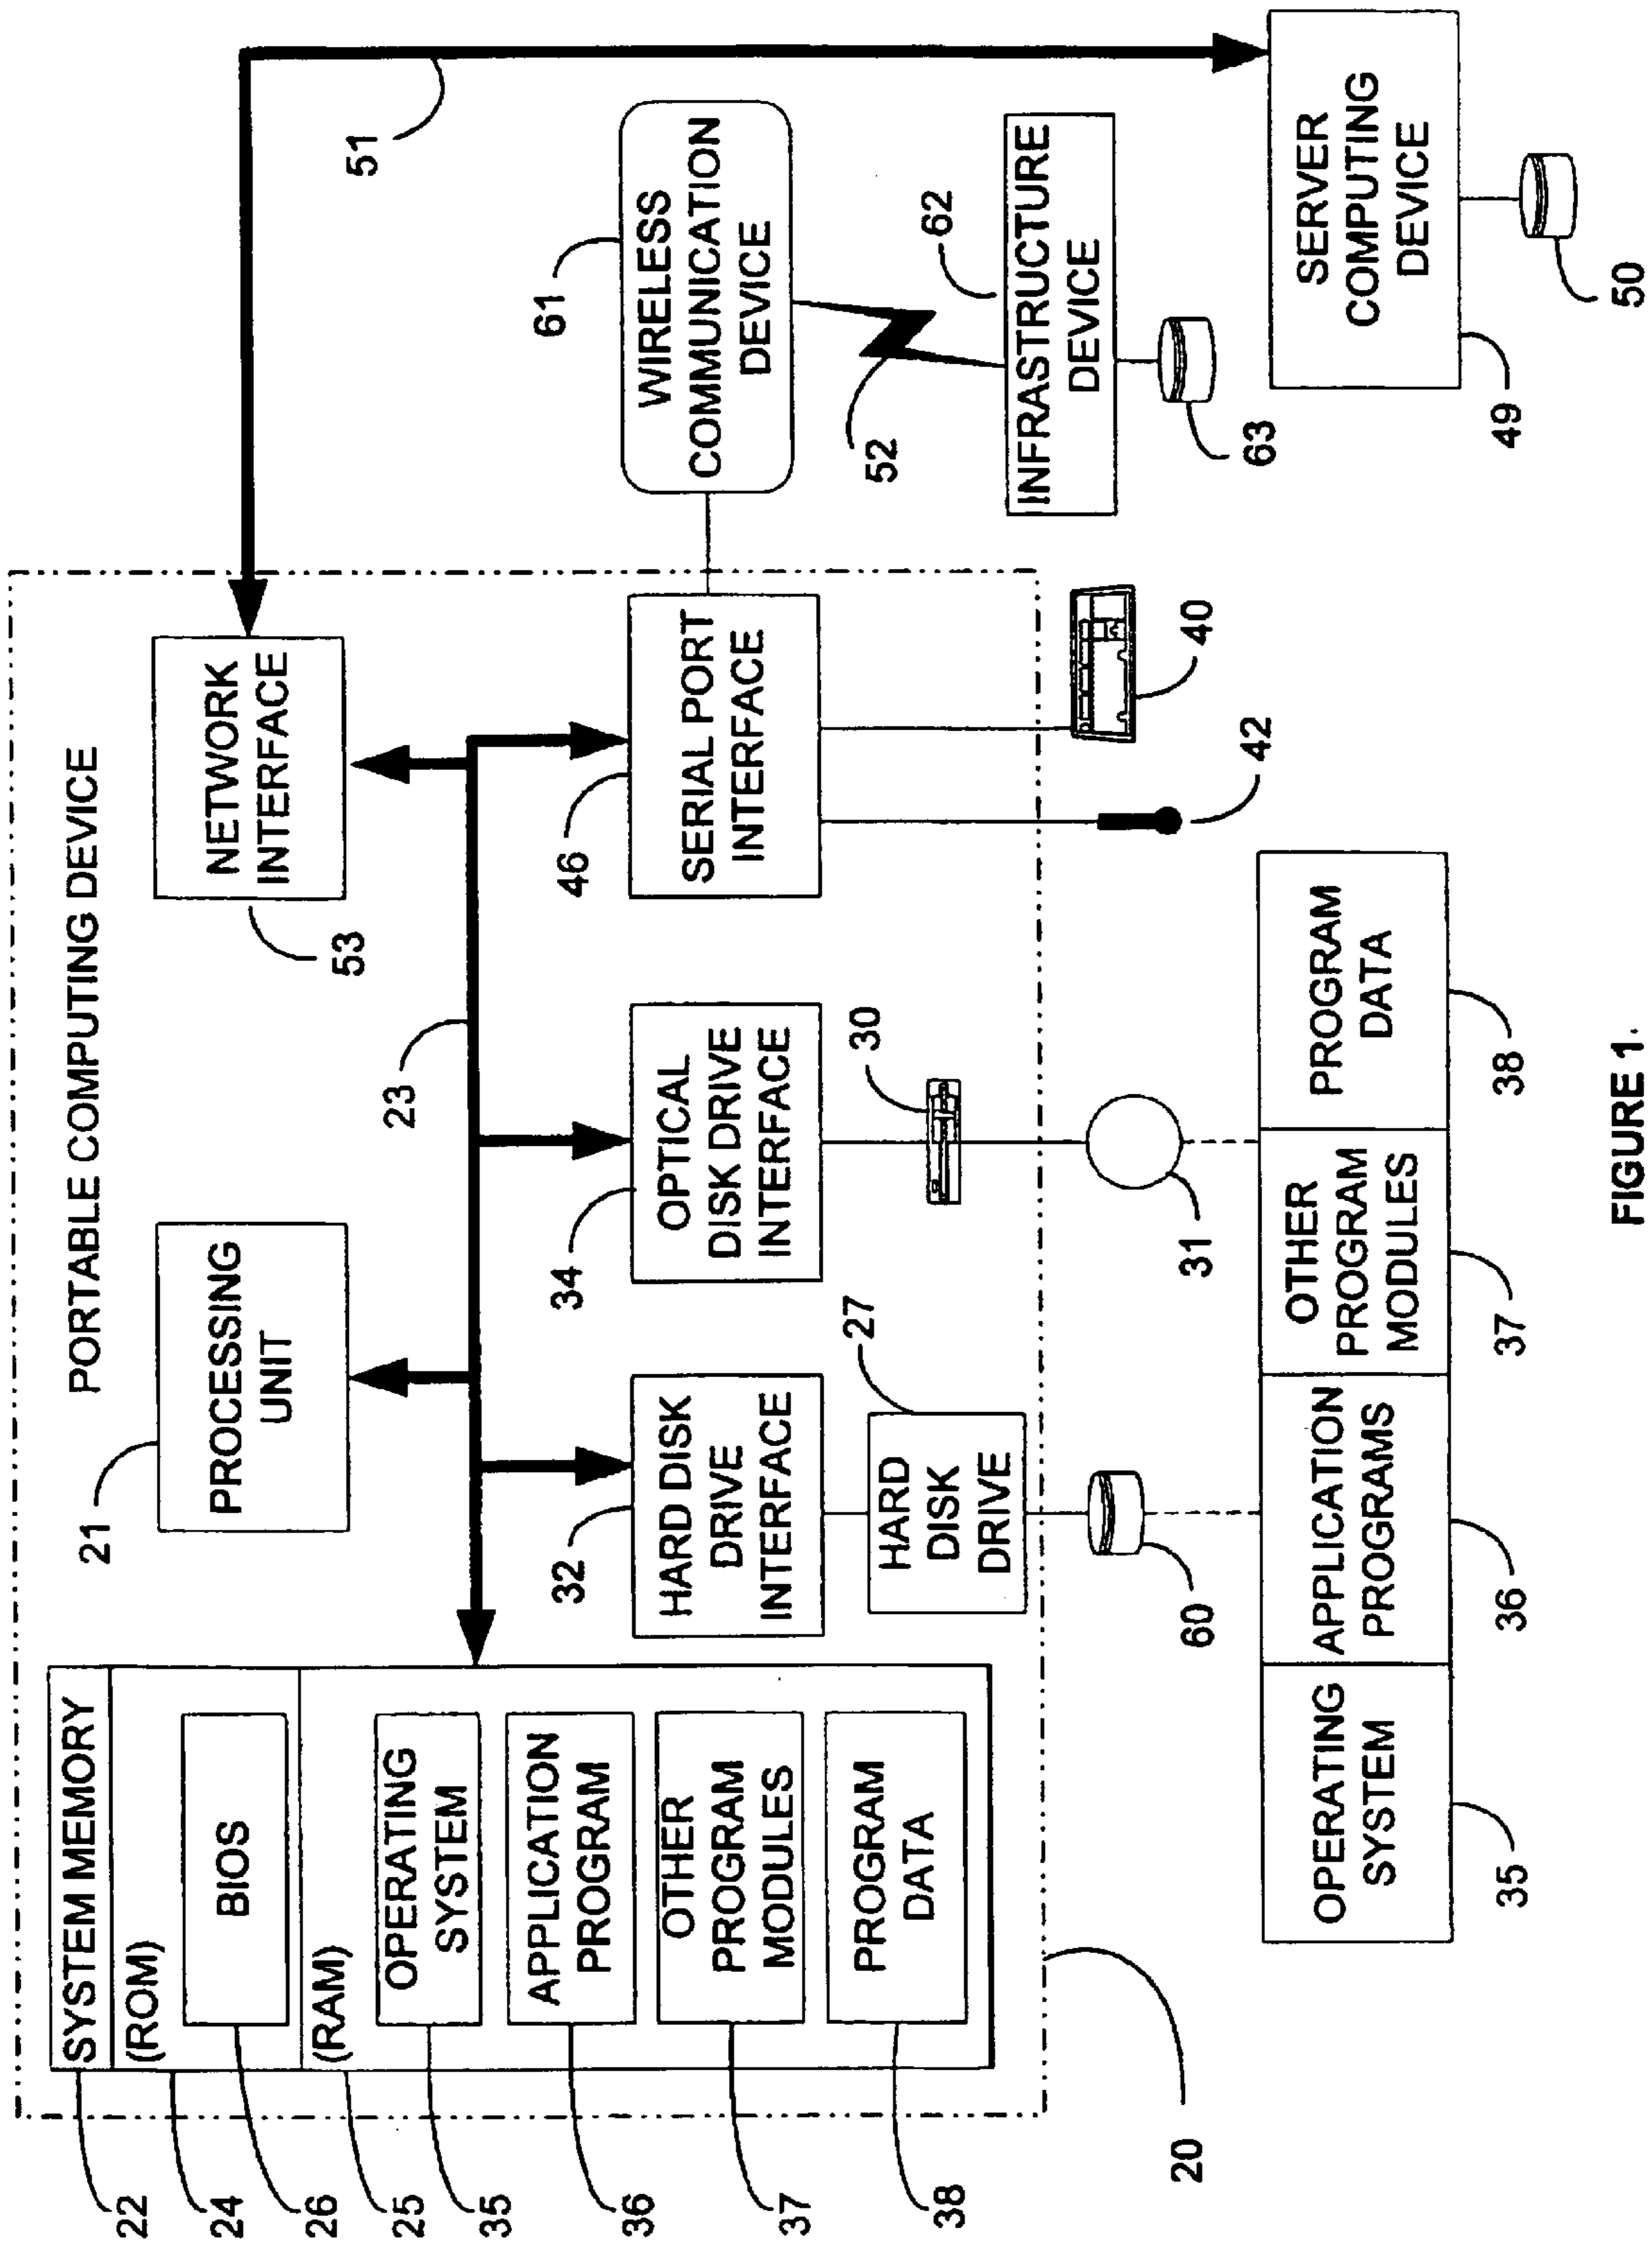 PORTABLE COMPUTING DEVICE
SYSTEM MEMORY
22
(ROM)
24
BIOS
26
(RAM)
25
OPERATING
SYSTEM
35
APPLICATION
PROGRAM
36
OTHER
PROGRAM
MODULES
37
PROGRAM
DATA
38
20
21
PROCESSING
UNIT
23
NETWORK
INTERFACE
53
51
32
HARD DISK
DRIVE
INTERFACE
34
OPTICAL
DISK DRIVE
INTERFACE
46
SERIAL PORT
INTERFACE
61
WIRELESS
COMMUNICATION
DEVICE
27
HARD
DISK
DRIVE
30
52
62
INFRASTRUCTURE
DEVICE
63
60
31
42
40
OPERATING
SYSTEM
35
APPLICATION
PROGRAMS
36
OTHER
PROGRAM
MODULES
37
PROGRAM
DATA
38
SERVER
COMPUTING
DEVICE
49
50
FIGURE 1.